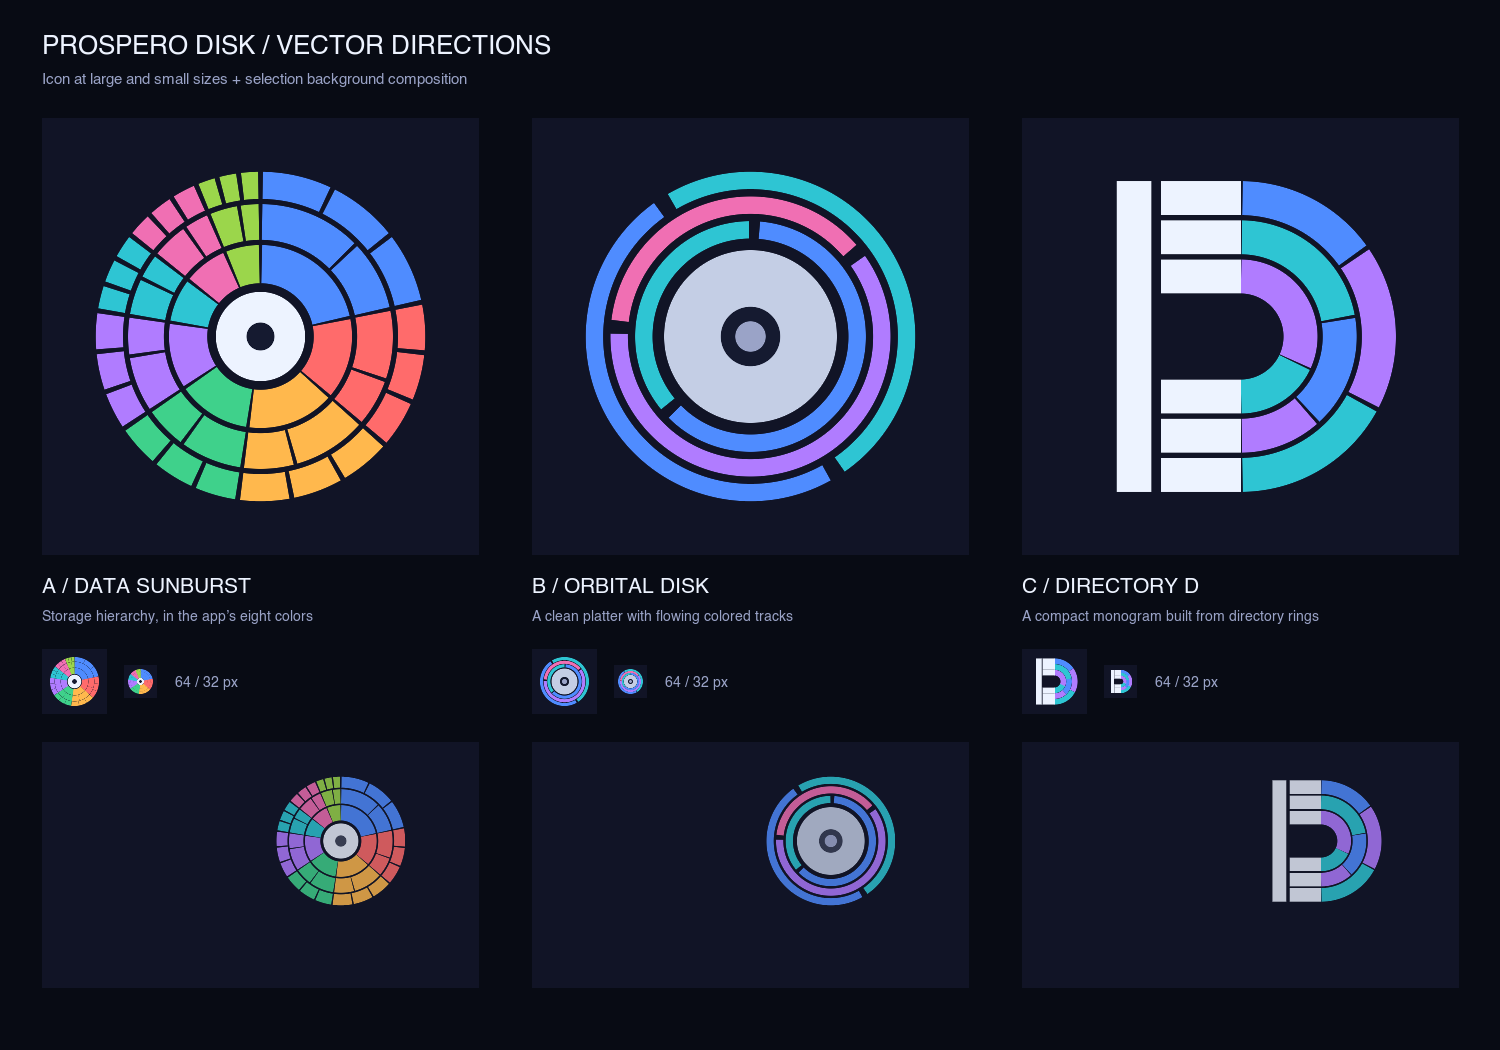 PROSPERO DISK / VECTOR DIRECTIONS
Icon at large and small sizes + selection background composition
A / DATA SUNBURST
Storage hierarchy, in the app's eight colors
64 / 32 px
B / ORBITAL DISK
A clean platter with flowing colored tracks
64 / 32 px
C / DIRECTORY D
A compact monogram built from directory rings
64 / 32 px